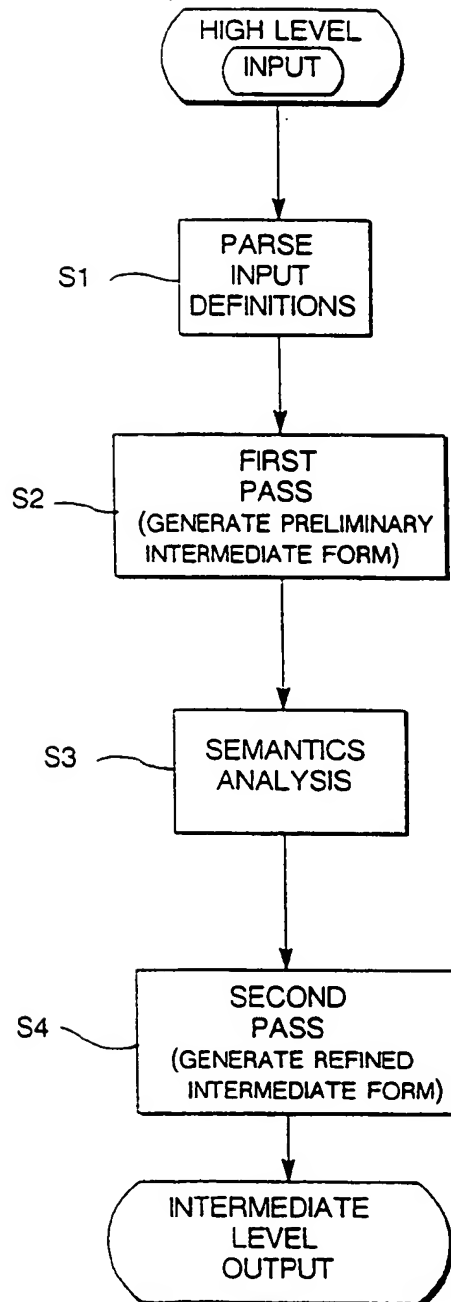 HIGH LEVEL
INPUT
S1
PARSE
INPUT
DEFINITIONS
S2
FIRST
PASS
(GENERATE PRELIMINARY
INTERMEDIATE FORM)
S3
SEMANTICS
ANALYSIS
S4
SECOND
PASS
(GENERATE REFINED
INTERMEDIATE FORM)
INTERMEDIATE
LEVEL
OUTPUT